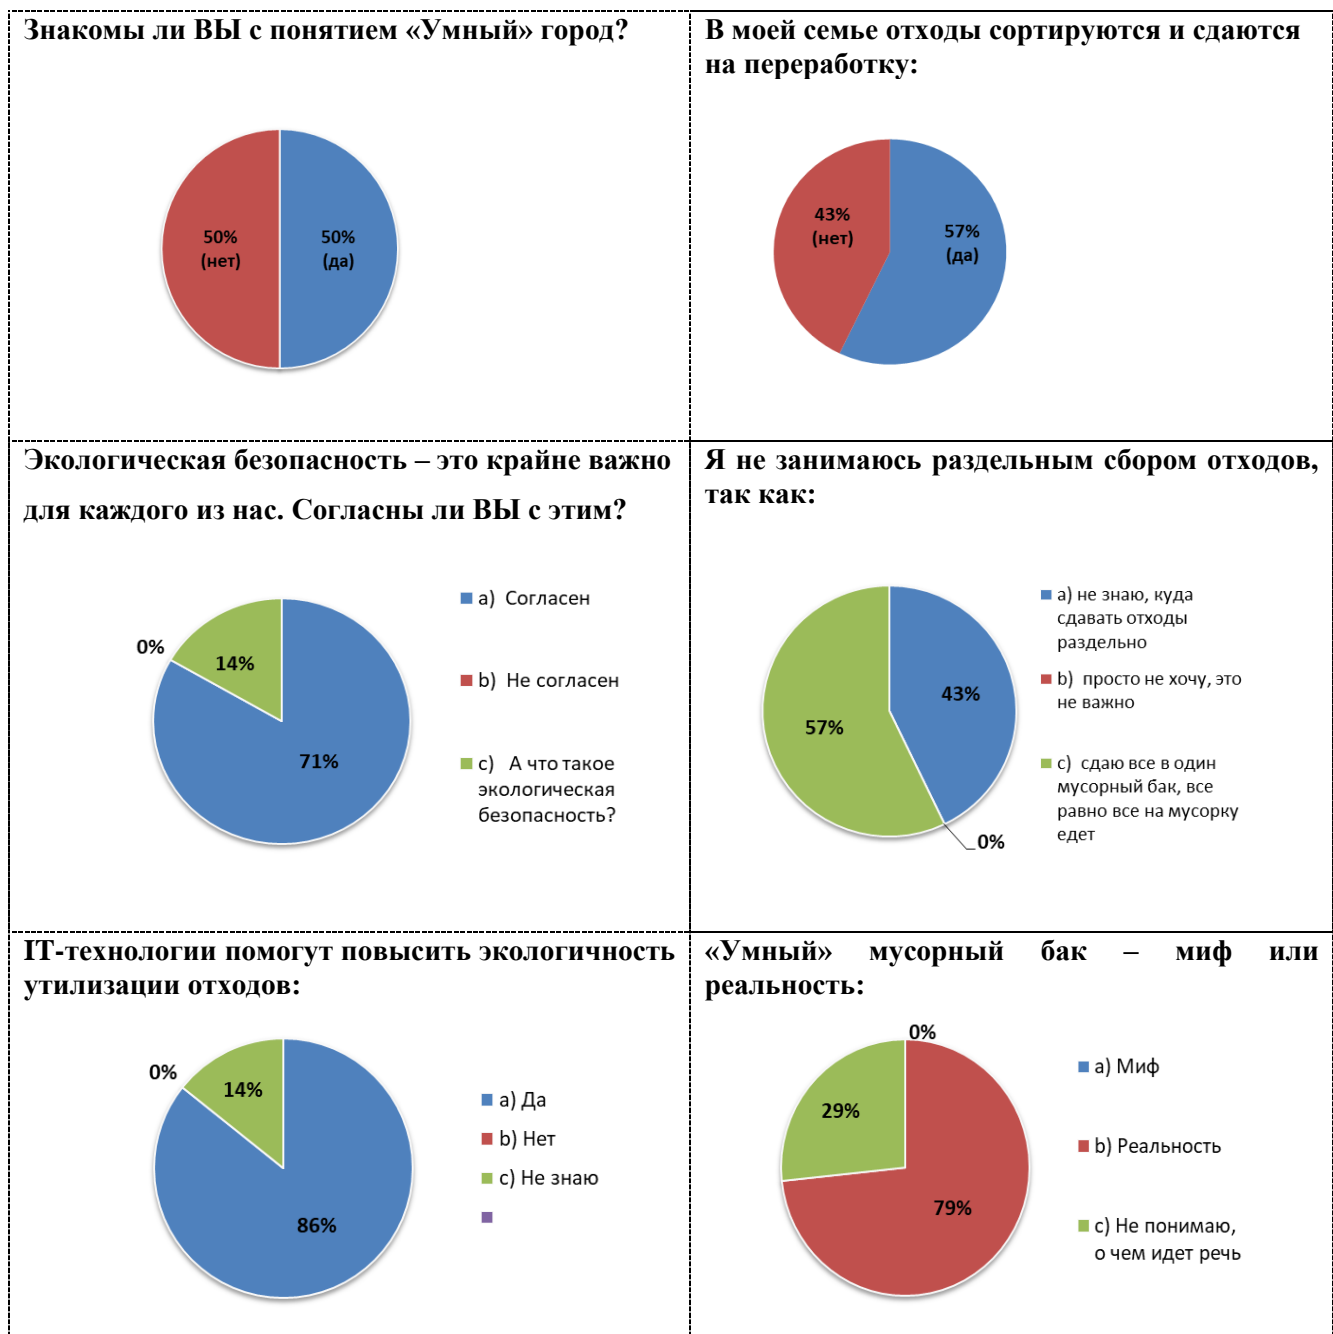 Знакомы ли ВЫ с понятием «Умный» город?
50%
(нет)
50%
(да)
В моей семье отходы сортируются и сдаются
на переработку:
43%
(нет)
57%
(да)
Экологическая безопасность – это крайне важно
для каждого из нас. Согласны ли ВЫ с этим?
0%
14%
71%
a) Согласен
b) Не согласен
c) А что такое
экологическая
безопасность?
Я не занимаюсь раздельным сбором отходов,
так как:
43%
57%
0%
a) не знаю, куда
сдавать отходы
раздельно
b) просто не хочу, это
не важно
c) сдаю все в один
мусорный бак, все
равно все на мусорку
едет
IT-технологии помогут повысить экологичность
утилизации отходов:
0%
14%
86%
a) Да
b) Нет
c) Не знаю
«Умный» мусорный бак – миф или
реальность:
0%
29%
79%
a) Миф
b) Реальность
c) Не понимаю,
о чем идет речь